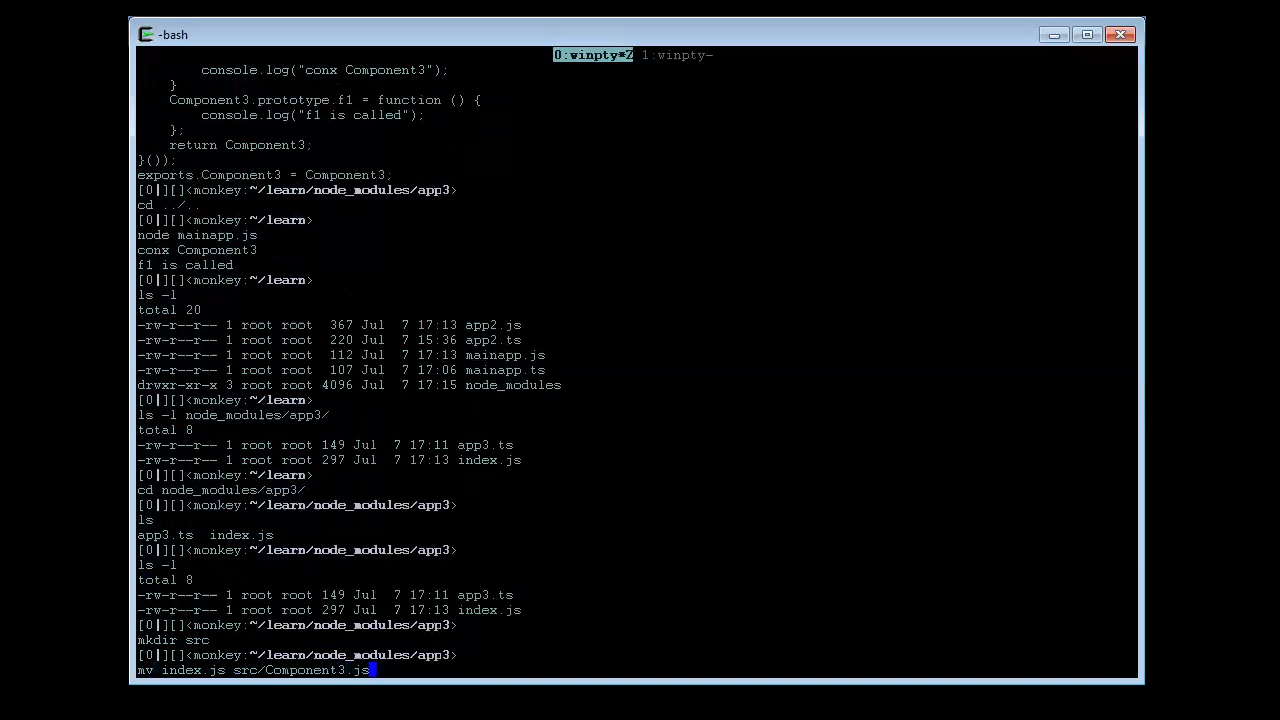 -bash
0:winpty*Z 1:winpty-
console.log("conx Component3");
}
Component3.prototype.f1 = function () {
console.log("f1 is called");
};
return Component3;
}());
exports.Component3 = Component3;
[0|][]<monkey:~/learn/node_modules/app3>
cd ../..
[0|][]<monkey:~/learn>
node mainapp.js
conx Component3
f1 is called
[0|][]<monkey:~/learn>
ls -l
total 20
-rw-r--r-- 1 root root  367 Jul  7 17:13 app2.js
-rw-r--r-- 1 root root  220 Jul  7 15:36 app2.ts
-rw-r--r-- 1 root root  112 Jul  7 17:13 mainapp.js
-rw-r--r-- 1 root root  107 Jul  7 17:06 mainapp.ts
drwxr-xr-x 3 root root 4096 Jul  7 17:15 node_modules
[0|][]<monkey:~/learn>
ls -l node_modules/app3/
total 8
-rw-r--r-- 1 root root 149 Jul  7 17:11 app3.ts
-rw-r--r-- 1 root root 297 Jul  7 17:13 index.js
[0|][]<monkey:~/learn>
cd node_modules/app3/
[0|][]<monkey:~/learn/node_modules/app3>
ls
app3.ts  index.js
[0|][]<monkey:~/learn/node_modules/app3>
ls -l
total 8
-rw-r--r-- 1 root root 149 Jul  7 17:11 app3.ts
-rw-r--r-- 1 root root 297 Jul  7 17:13 index.js
[0|][]<monkey:~/learn/node_modules/app3>
mkdir src
[0|][]<monkey:~/learn/node_modules/app3>
mv index.js src/Component3.js